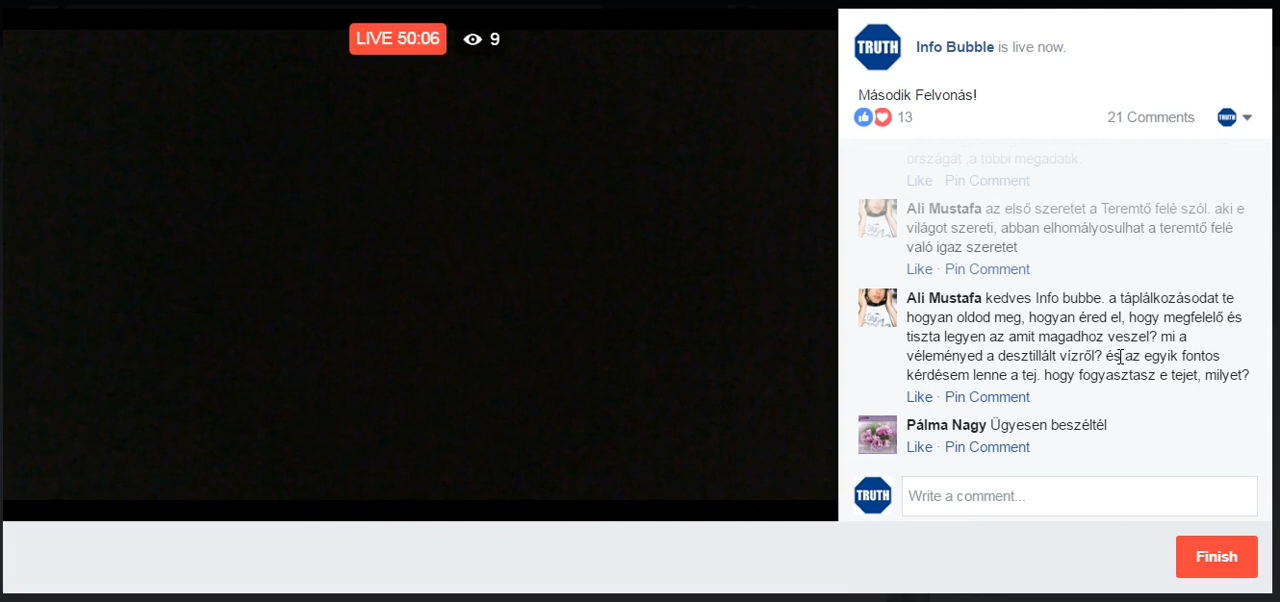 LIVE 50:06 9
TRUTH
Info Bubble is live now.
Második Felvonás!
13 21 Comments TRUTH
országát ,a többi megadatik.
Like · Pin Comment
Ali Mustafa az első szeretet a Teremtő felé szól. aki e
világot szereti, abban elhomályosulhat a teremtő felé
való igaz szeretet
Like · Pin Comment
Ali Mustafa kedves Info bubbe. a táplálkozásodat te
hogyan oldod meg, hogyan éred el, hogy megfelelő és
tiszta legyen az amit magadhoz veszel? mi a
véleményed a desztillált vízről? és az egyik fontos
kérdésem lenne a tej. hogy fogyasztasz e tejet, milyet?
Like · Pin Comment
Pálma Nagy Ügyesen beszéltél
Like · Pin Comment
TRUTH Write a comment...
Finish